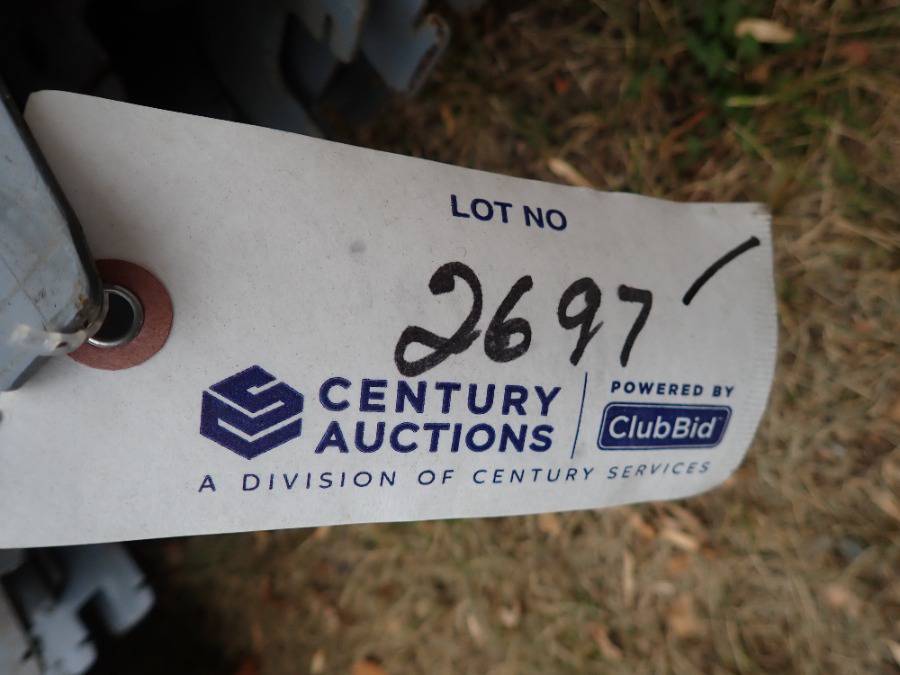 LOT NO
2697
CENTURY
AUCTIONS
POWERED BY
ClubBid
A DIVISION OF CENTURY SERVICES